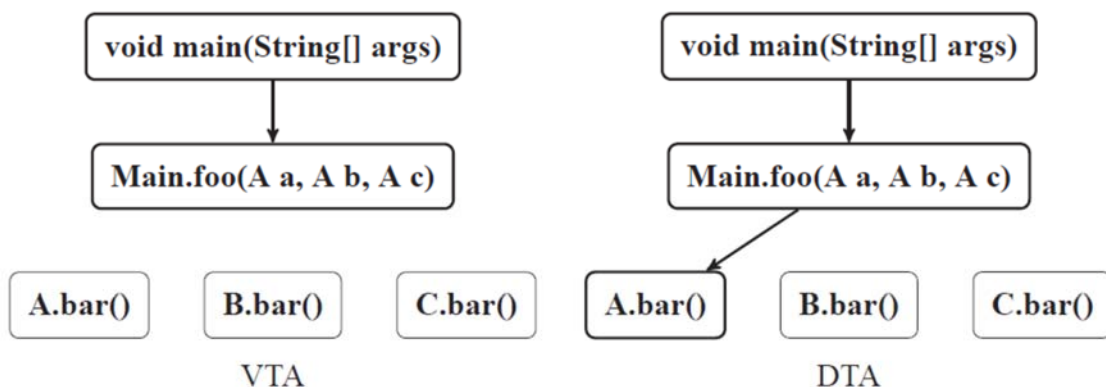 void main(String[] args)
Main.foo(A a, A b, A c)
A.bar()
B.bar()
C.bar()
VTA
void main(String[] args)
Main.foo(A a, A b, A c)
A.bar()
B.bar()
C.bar()
DTA